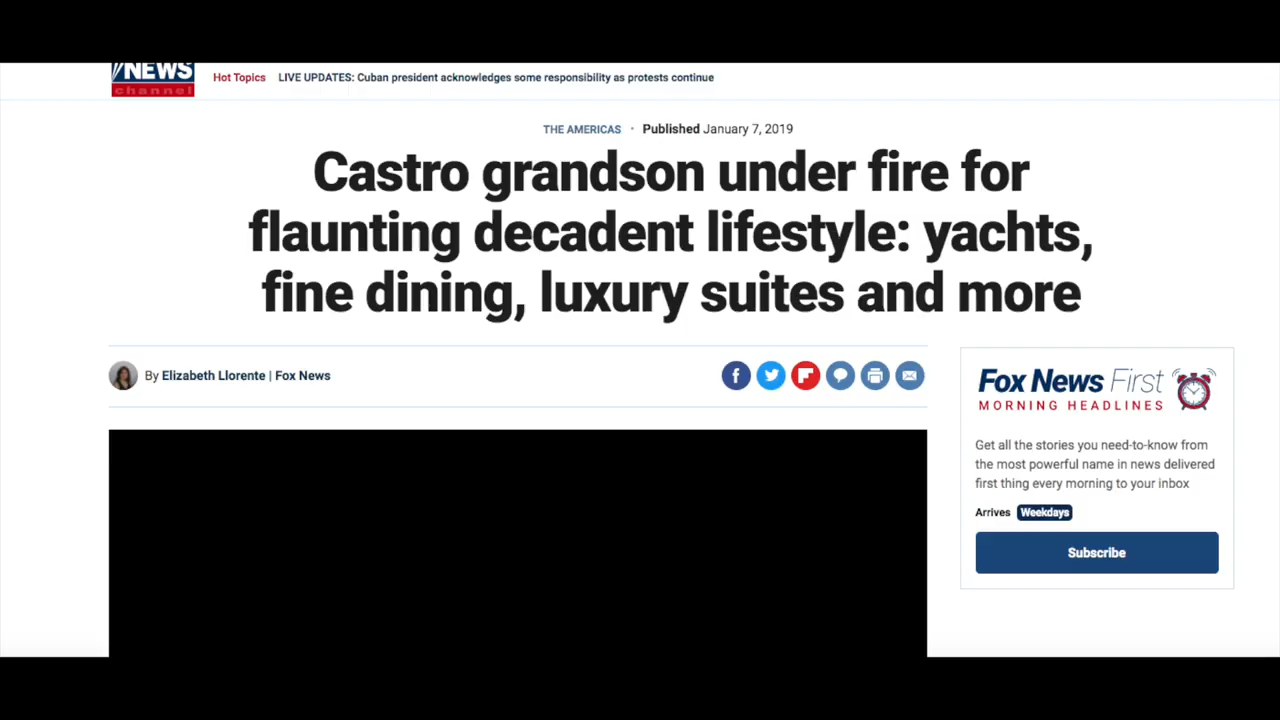 NEWS
channel
Hot Topics LIVE UPDATES: Cuban president acknowledges some responsibility as protests continue
THE AMERICAS · Published January 7, 2019
Castro grandson under fire for
flaunting decadent lifestyle: yachts,
fine dining, luxury suites and more
By Elizabeth Llorente | Fox News
Fox News First
MORNING HEADLINES
Get all the stories you need-to-know from
the most powerful name in news delivered
first thing every morning to your inbox
Arrives Weekdays
Subscribe